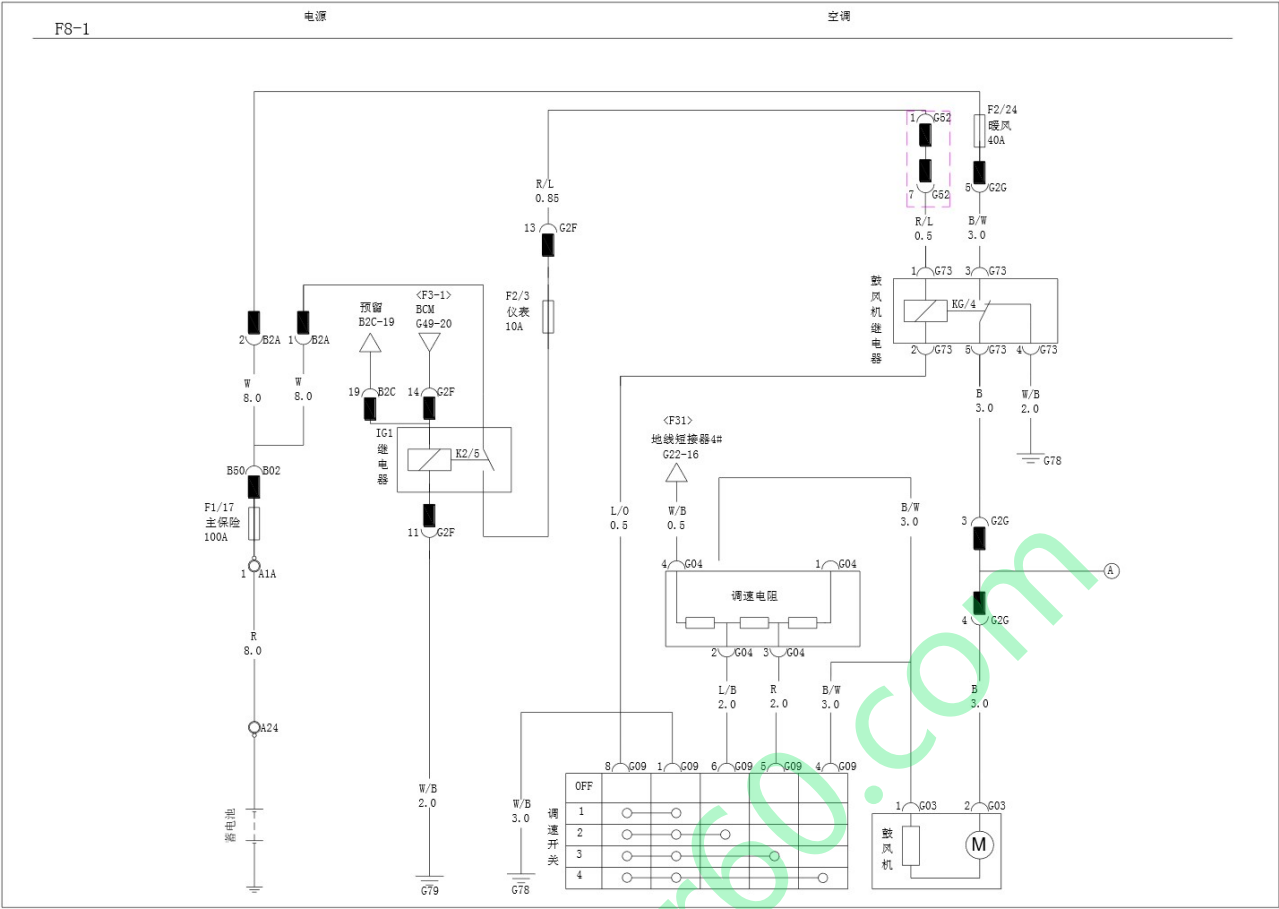 电源
空调
F8-1
F2/24
暖风
40A
1
G52
7
G52
5
G2G
R/L
0.85
13
G2F
R/L
0.5
B/W
3.0
1
G73
3
G73
鼓风机继电器
KG/4
2
G73
5
G73
4
G73
F2/3
仪表
10A
预留
B2C-19
<F3-1>
BCM
G49-20
2
B2A
1
B2A
W
8.0
W
8.0
19
B2C
14
G2F
IG1
继电器
K2/5
11
G2F
B50
B02
F1/17
主保险
100A
1
A1A
R
8.0
A24
蓄电池
W/B
2.0
G79
B
3.0
W/B
2.0
G78
<F31>
地线短接器4#
G22-16
L/O
0.5
W/B
0.5
B/W
3.0
3
G2G
A
4
G2G
4
G04
1
G04
调速电阻
2
G04
3
G04
L/B
2.0
R
2.0
B/W
3.0
B
3.0
8
G09
1
G09
6
G09
5
G09
4
G09
OFF
1
2
3
4
调速开关
W/B
3.0
G78
1
G03
2
G03
鼓风机
M
r60.com